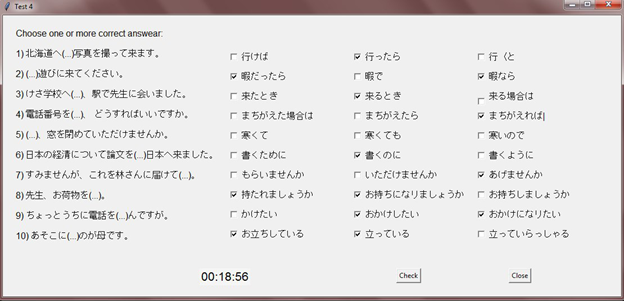 Test 4
Choose one or more correct answear:
1) 北海道へ(...)写真を撮って来ます。 行けば 行ったら 行くと
2) (...)遊びに来てください。 暇だったら 暇で 暇なら
3) けさ学校へ(...)、駅で先生に会いました。 来たとき 来るとき 来る場合は
4) 電話番号を(...)、どうすればいいですか。 まちがえた場合は まちがえたら まちがえれば
5) (...)、窓を閉めていただけませんか。 寒くて 寒くても 寒いので
6) 日本の経済について論文を(...)日本へ来ました。 書くために 書くのに 書くように
7) すみませんが、これを林さんに届けて(...)。 もらいませんか いただけませんか あげませんか
8) 先生、お荷物を(...)。 持たれましょうか お持ちになりましょうか お持ちしましょうか
9) ちょっとうちに電話を(...)んですが。 かけたい おかけしたい おかけになりたい
10) あそこに(...)のが母です。 お立ちしている 立っている 立っていらっしゃる
00:18:56 Check Close